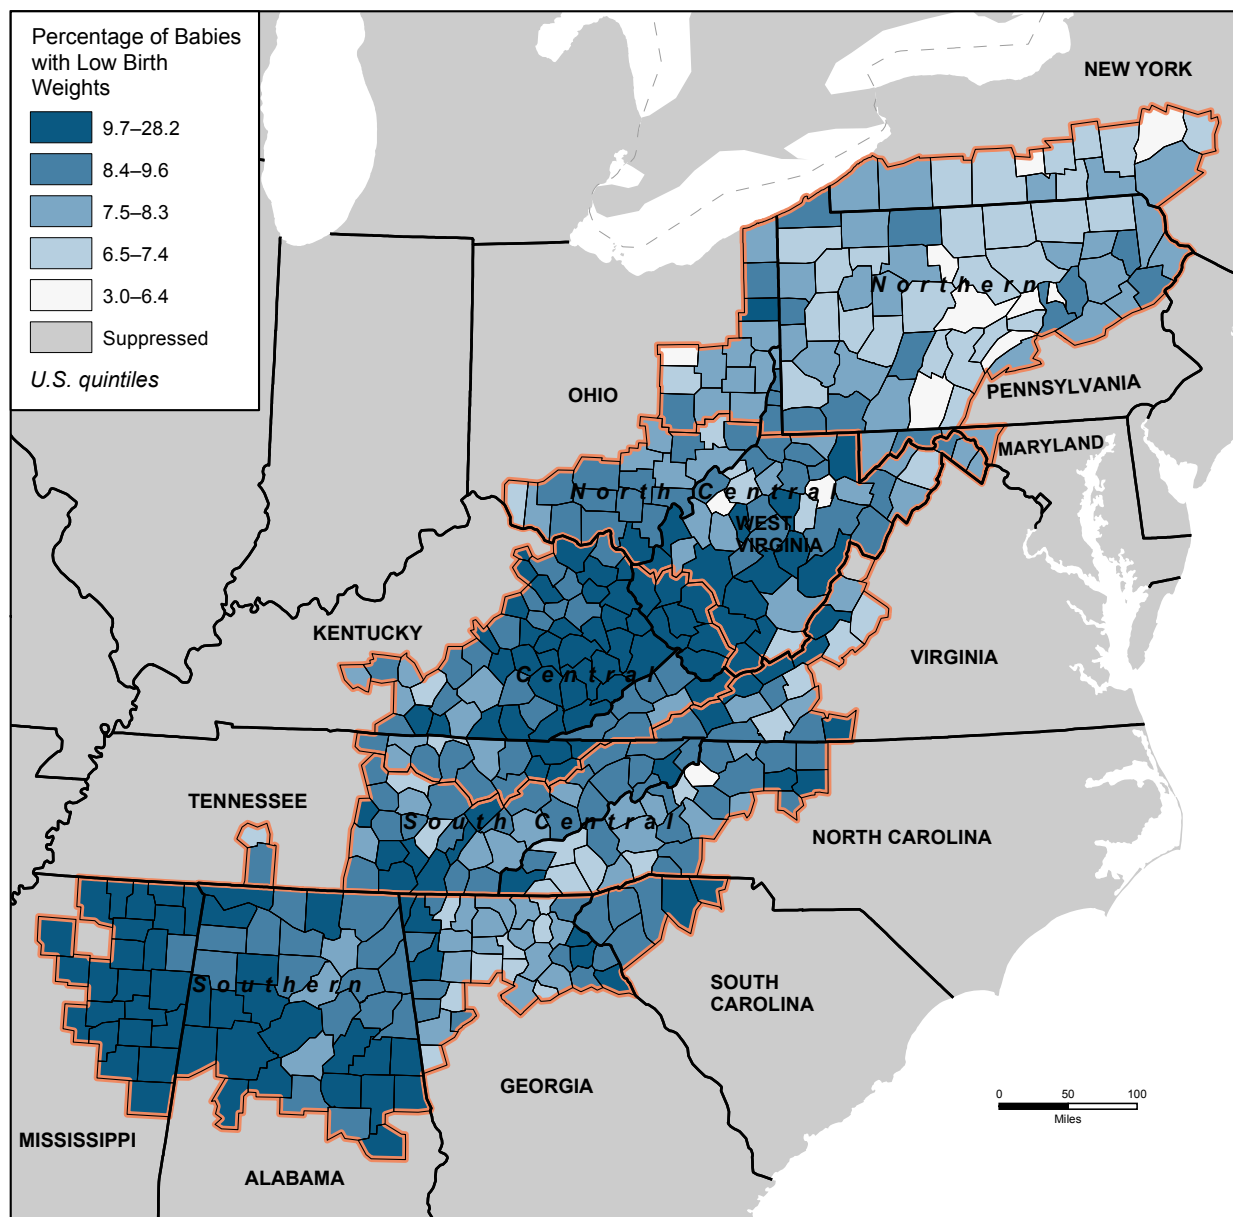 Percentage of Babies
with Low Birth
Weights
9.7–28.2
8.4–9.6
7.5–8.3
6.5–7.4
3.0–6.4
Suppressed
U.S. quintiles
NEW YORK
Northern
PENNSYLVANIA
OHIO
MARYLAND
North Central
WEST
VIRGINIA
KENTUCKY
VIRGINIA
Central
TENNESSEE
South Central
NORTH CAROLINA
Southern
SOUTH
CAROLINA
GEORGIA
0 50 100
Miles
MISSISSIPPI
ALABAMA